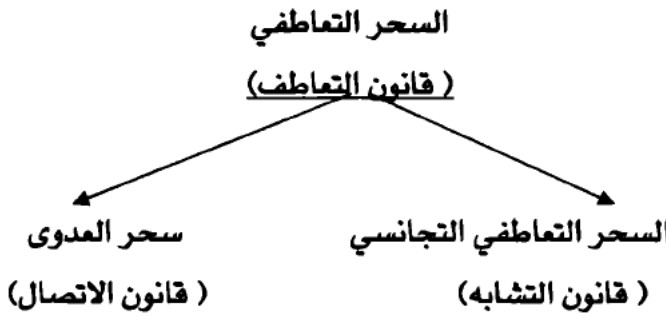 السحر التعاطفي
( قانون التعاطف)
السحر التعاطفي التجانسي
( قانون التشابه)
سحر العدوى
( قانون الاتصال)